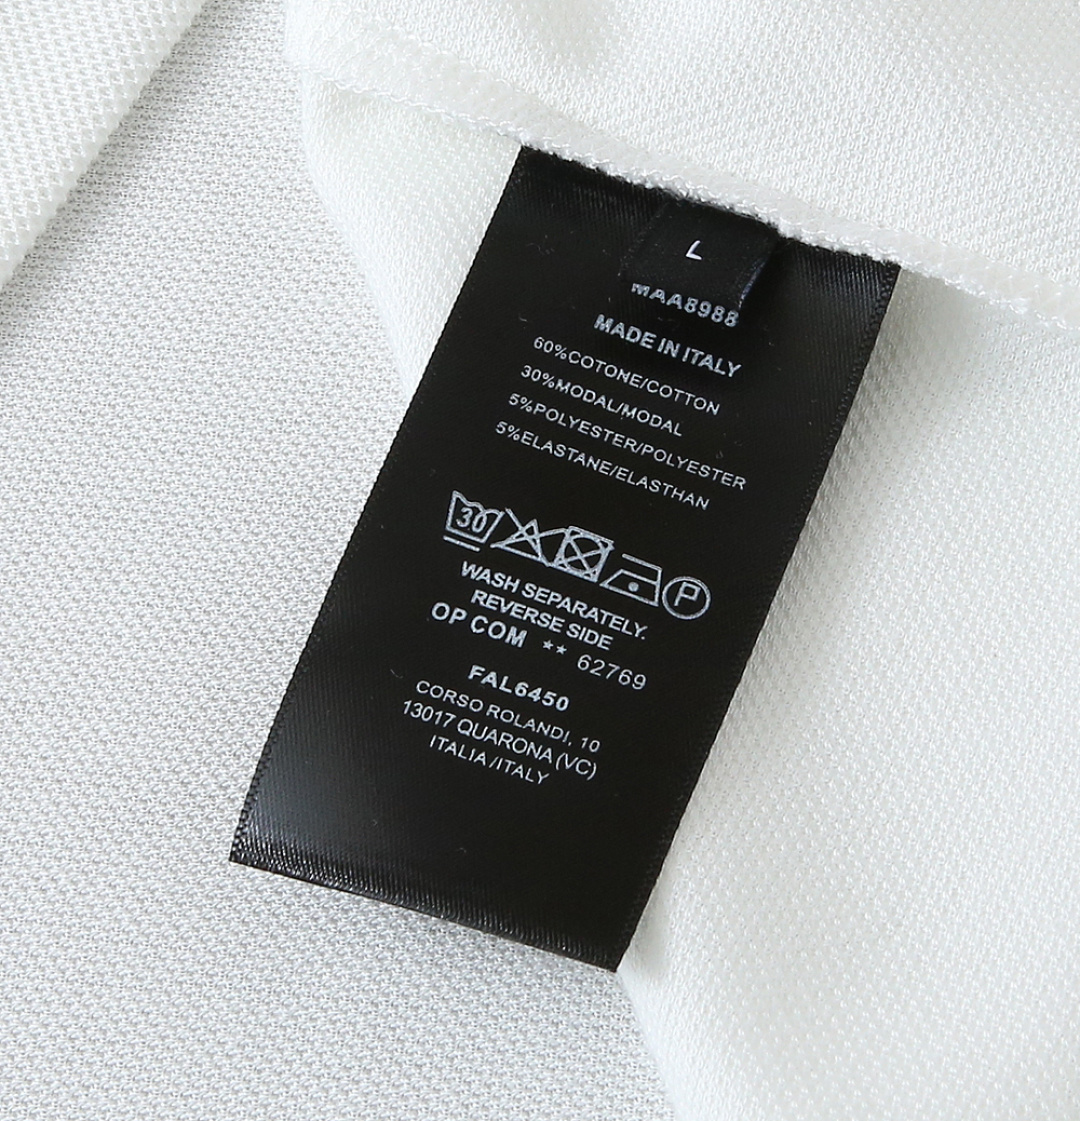 L
MAA8988
MADE IN ITALY
60%COTONE/COTTON
30%MODAL/MODAL
5%POLYESTER/POLYESTER
5%ELASTANE/ELASTHAN
30 P
WASH SEPARATELY.
REVERSE SIDE
OP COM ** 62769
FAL6450
CORSO ROLANDI, 10
13017 QUARONA (VC)
ITALIA/ITALY